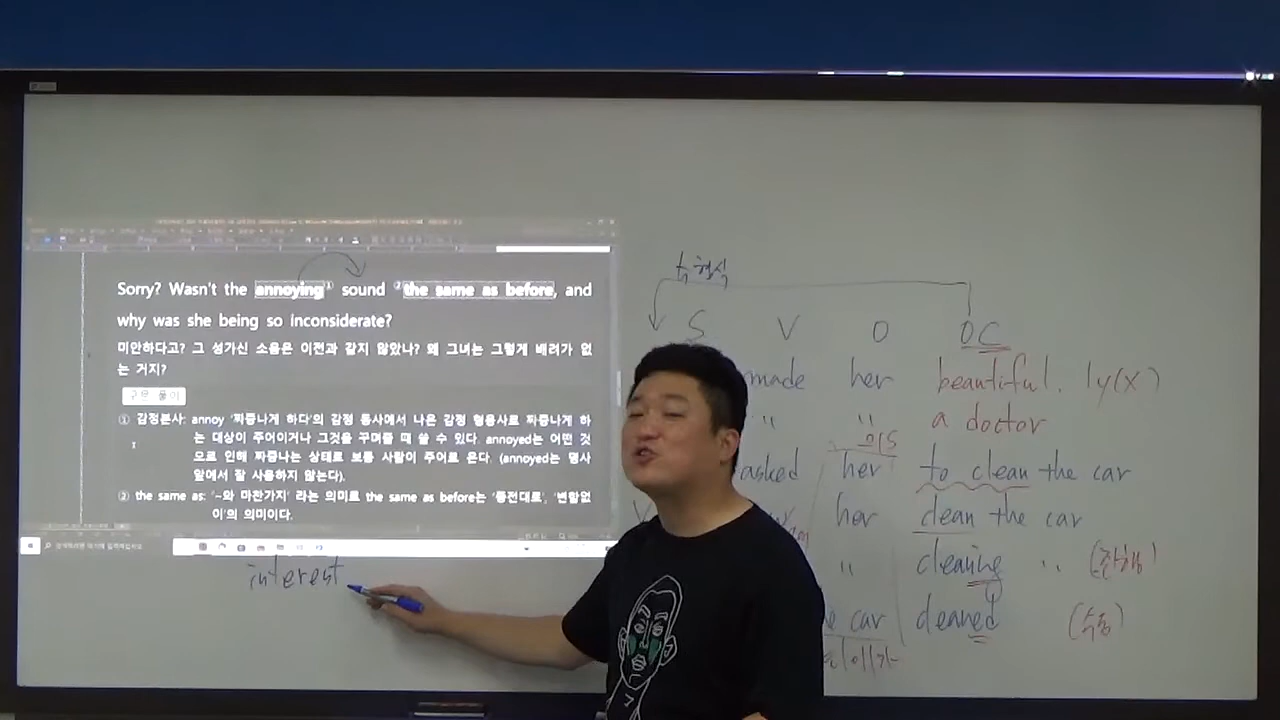 Sorry? Wasn't the annoying① sound ②the same as before, and
why was she being so inconsiderate?
미안하다고? 그 성가신 소음은 이전과 같지 않았나? 왜 그녀는 그렇게 배려가 없
는 거지?
구문 풀이
① 감정분사: annoy '짜증나게 하다'의 감정 동사에서 나온 감정 형용사로 짜증나게 하
는 대상이 주어이거나 그것을 꾸며줄 때 쓸 수 있다. annoyed는 어떤 것
으로 인해 짜증나는 상태로 보통 사람이 주어로 온다. (annoyed는 명사
앞에서 잘 사용하지 않는다).
② the same as: '~와 마찬가지' 라는 의미로 the same as before는 '종전대로', '변함없
이'의 의미이다.
interest
S V O OC
made her beautiful. ly(X)
" " a doctor
asked her to clean the car
her clean the car
" cleaning " (진행)
car cleaned (수동)